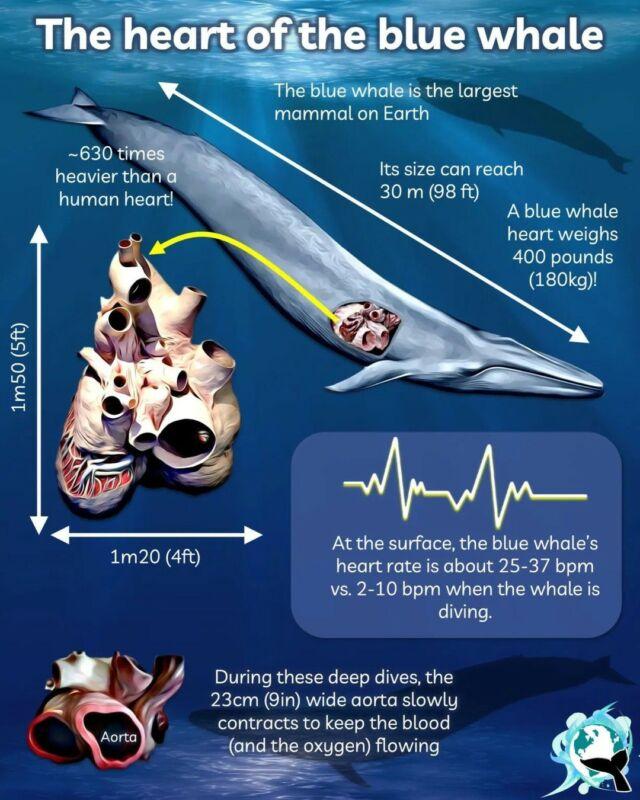 The heart of the blue whale
The blue whale is the largest
mammal on Earth
~630 times
heavier than a
human heart!
Its size can reach
30 m (98 ft)
A blue whale
heart weighs
400 pounds
(180kg)!
1m50 (5ft)
1m20 (4ft)
At the surface, the blue whale's
heart rate is about 25-37 bpm
vs. 2-10 bpm when the whale is
diving.
During these deep dives, the
23cm (9in) wide aorta slowly
contracts to keep the blood
(and the oxygen) flowing
Aorta